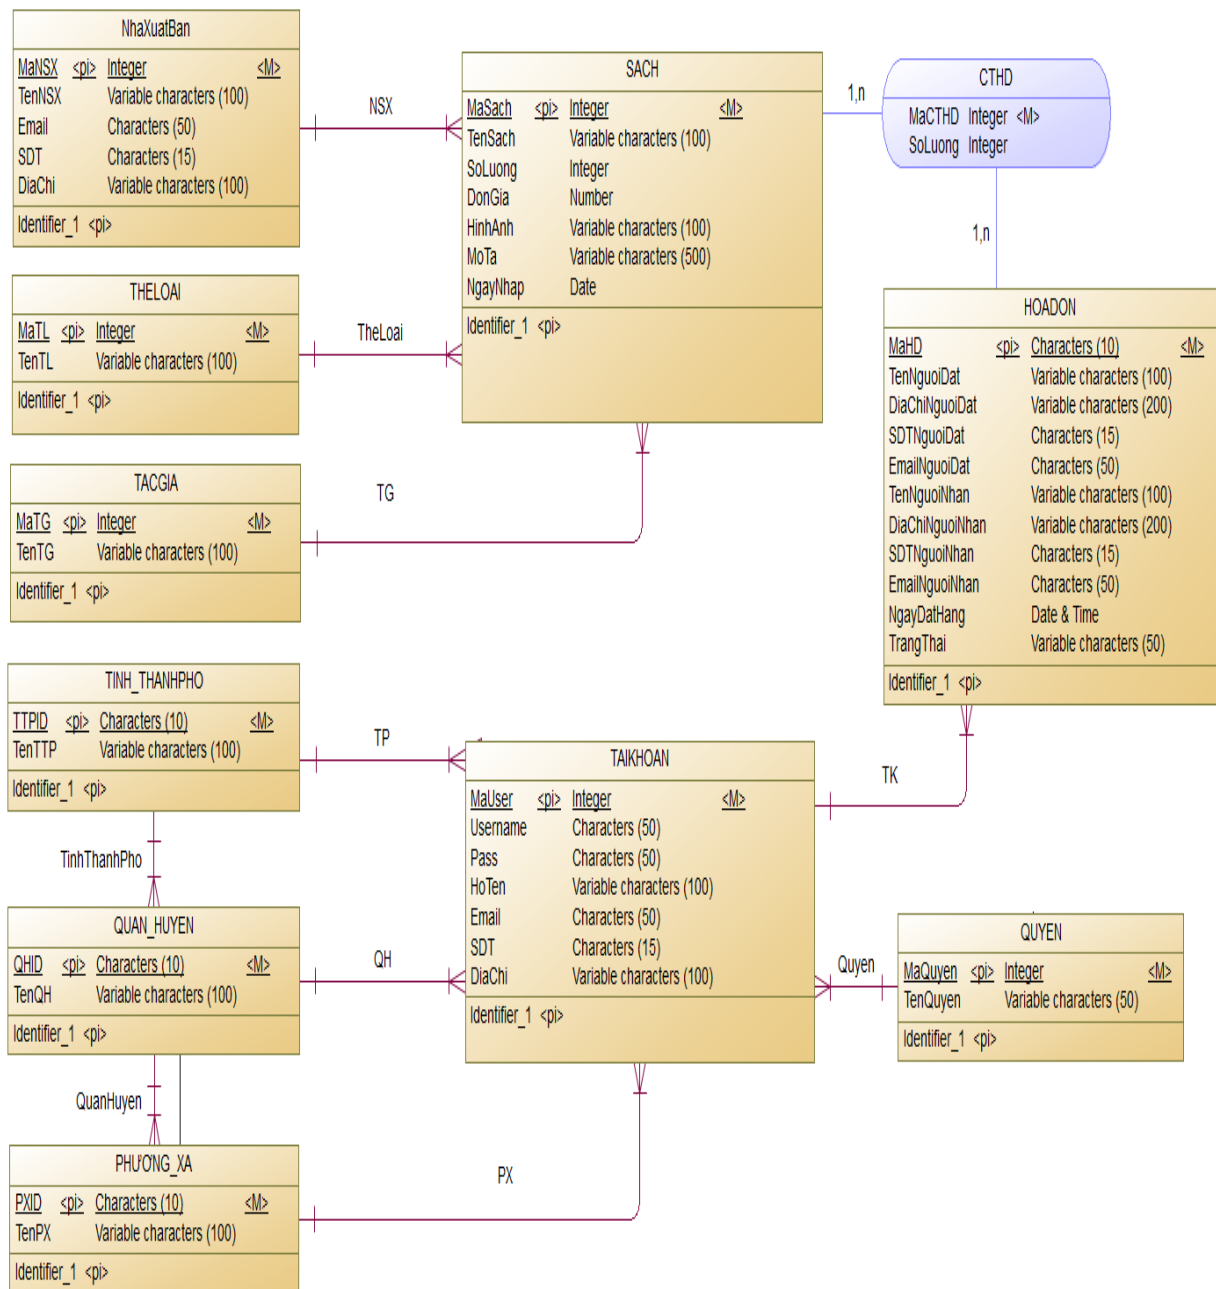 NhaXuatBan
MaNSX <pi> Integer <M>
TenNSX Variable characters (100)
Email Characters (50)
SDT Characters (15)
DiaChi Variable characters (100)
Identifier_1 <pi>
NSX
SACH
MaSach <pi> Integer <M>
TenSach Variable characters (100)
SoLuong Integer
DonGia Number
HinhAnh Variable characters (100)
MoTa Variable characters (500)
NgayNhap Date
Identifier_1 <pi>
1,n
CTHD
MaCTHD Integer <M>
SoLuong Integer
1,n
THELOAI
MaTL <pi> Integer <M>
TenTL Variable characters (100)
Identifier_1 <pi>
TheLoai
HOADON
MaHD <pi> Characters (10) <M>
TenNguoiDat Variable characters (100)
DiaChiNguoiDat Variable characters (200)
SDTNguoiDat Characters (15)
EmailNguoiDat Characters (50)
TenNguoiNhan Variable characters (100)
DiaChiNguoiNhan Variable characters (200)
SDTNguoiNhan Characters (15)
EmailNguoiNhan Characters (50)
NgayDatHang Date & Time
TrangThai Variable characters (50)
Identifier_1 <pi>
TACGIA
MaTG <pi> Integer <M>
TenTG Variable characters (100)
Identifier_1 <pi>
TG
TINH_THANHPHO
TTPID <pi> Characters (10) <M>
TenTTP Variable characters (100)
Identifier_1 <pi>
TP
TAIKHOAN
MaUser <pi> Integer <M>
Username Characters (50)
Pass Characters (50)
HoTen Variable characters (100)
Email Characters (50)
SDT Characters (15)
DiaChi Variable characters (100)
Identifier_1 <pi>
TK
TinhThanhPho
QUAN_HUYEN
QHID <pi> Characters (10) <M>
TenQH Variable characters (100)
Identifier_1 <pi>
QH
Quyen
QUYEN
MaQuyen <pi> Integer <M>
TenQuyen Variable characters (50)
Identifier_1 <pi>
QuanHuyen
PHƯƠNG_XA
PXID <pi> Characters (10) <M>
TenPX Variable characters (100)
Identifier_1 <pi>
PX